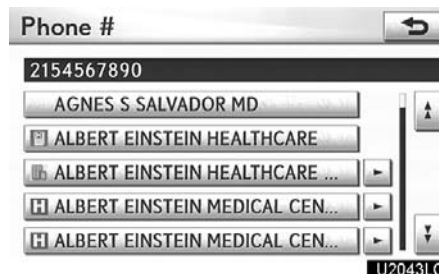 Phone #
2154567890
AGNES S SALVADOR MD
ALBERT EINSTEIN HEALTHCARE
ALBERT EINSTEIN HEALTHCARE ...
ALBERT EINSTEIN MEDICAL CEN...
ALBERT EINSTEIN MEDICAL CEN...